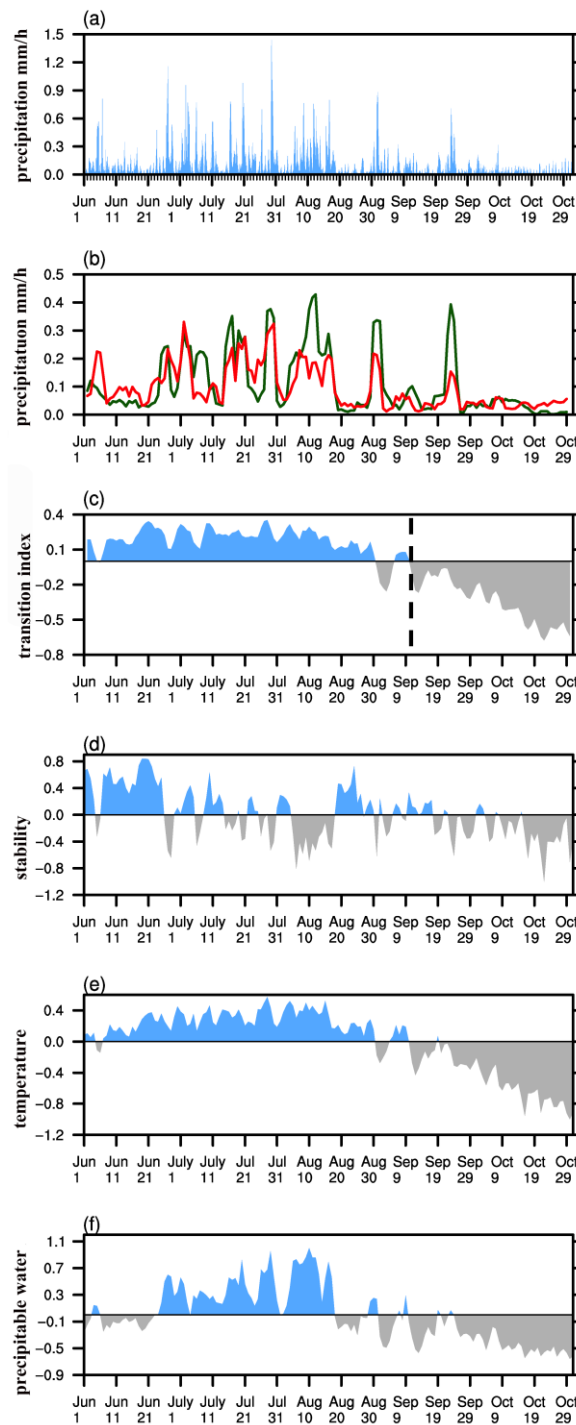 (a)
precipitation mm/h
1.5
1.2
0.9
0.6
0.3
0.0
Jun Jun Jun July July Jul Jul Aug Aug Aug Sep Sep Sep Oct Oct Oct
1 11 21 1 11 21 31 10 20 30 9 19 29 9 19 29
(b)
precipitatuon mm/h
0.5
0.4
0.3
0.2
0.1
0.0
Jun Jun Jun July July Jul Jul Aug Aug Aug Sep Sep Sep Oct Oct Oct
1 11 21 1 11 21 31 10 20 30 9 19 29 9 19 29
(c)
transition index
0.4
0.1
−0.2
−0.5
−0.8
Jun Jun Jun July July Jul Jul Aug Aug Aug Sep Sep Sep Oct Oct Oct
1 11 21 1 11 21 31 10 20 30 9 19 29 9 19 29
(d)
stability
0.8
0.4
0.0
−0.4
−0.8
−1.2
Jun Jun Jun July July Jul Jul Aug Aug Aug Sep Sep Sep Oct Oct Oct
1 11 21 1 11 21 31 10 20 30 9 19 29 9 19 29
(e)
temperature
0.4
0.0
−0.4
−0.8
−1.2
Jun Jun Jun July July Jul Jul Aug Aug Aug Sep Sep Sep Oct Oct Oct
1 11 21 1 11 21 31 10 20 30 9 19 29 9 19 29
(f)
precipitable water
1.1
0.7
0.3
−0.1
−0.5
−0.9
Jun Jun Jun July July Jul Jul Aug Aug Aug Sep Sep Sep Oct Oct Oct
1 11 21 1 11 21 31 10 20 30 9 19 29 9 19 29